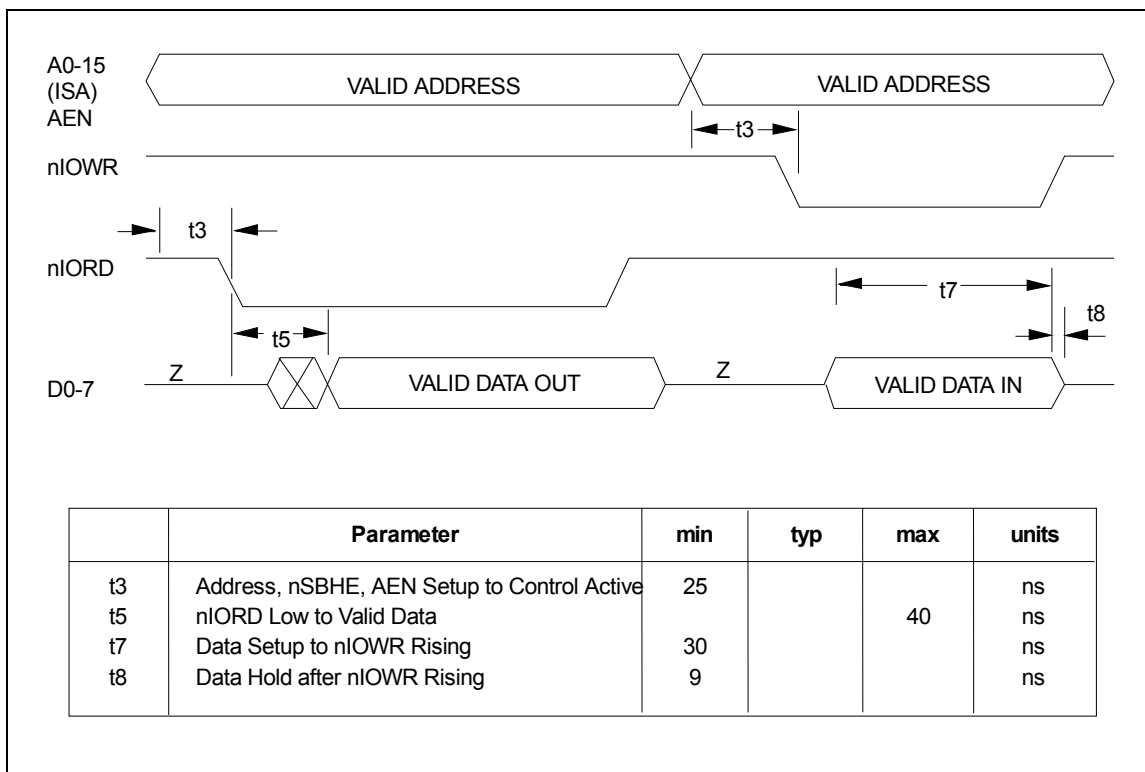 A0-15
(ISA)
AEN
VALID ADDRESS
VALID ADDRESS
t3
nIOWR
t3
nIORD
t7
t8
t5
Z
Z
D0-7
VALID DATA OUT
VALID DATA IN
Parameter min typ max units
t3 Address, nSBHE, AEN Setup to Control Active 25 ns
t5 nIORD Low to Valid Data 40 ns
t7 Data Setup to nIOWR Rising 30 ns
t8 Data Hold after nIOWR Rising 9 ns